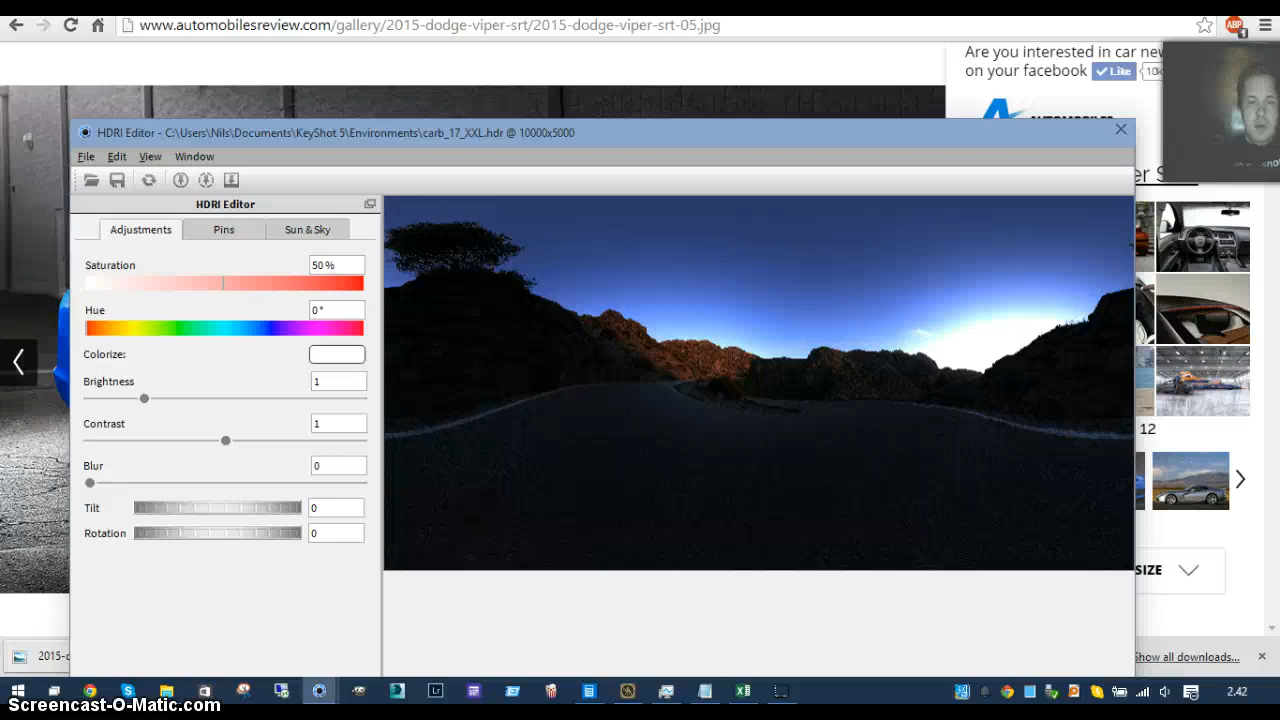 www.automobilesreview.com/gallery/2015-dodge-viper-srt/2015-dodge-viper-srt-05.jpg
ABP
Are you interested in car new
on your facebook Like 10k
HDRI Editor - C:\Users\Nils\Documents\KeyShot 5\Environments\carb_17_XXL.hdr @ 10000x5000
File Edit View Window
HDRI Editor
Adjustments Pins Sun & Sky
Saturation 50 %
Hue 0°
Colorize:
Brightness 1
Contrast 1
Blur 0
Tilt 0
Rotation 0
12
SIZE
2015-d
Show all downloads...
2.42
Screencast-O-Matic.com